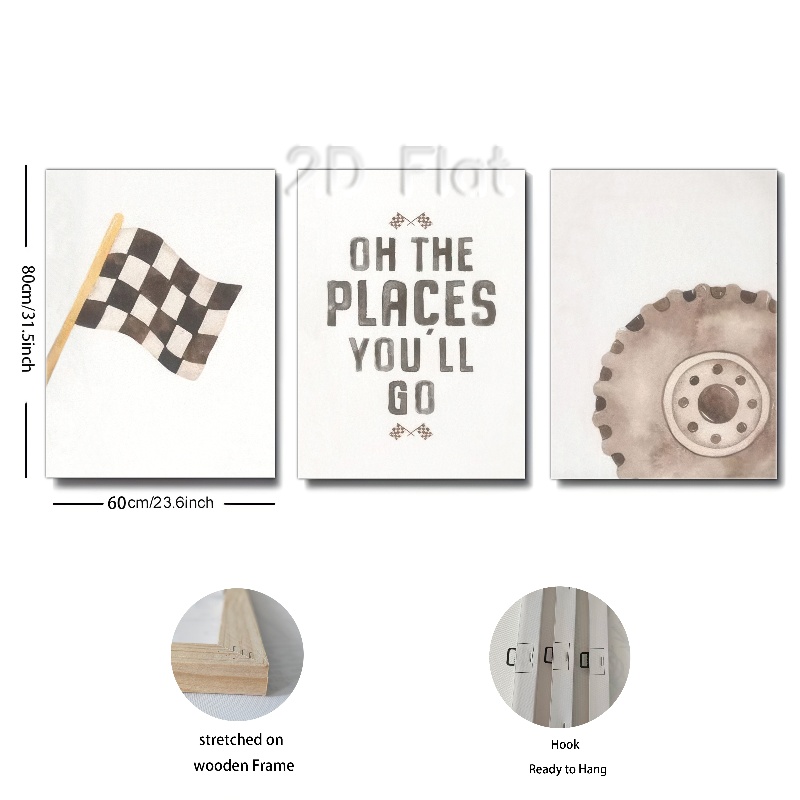 2D Flat
OH THE
PLACES
YOU'LL
GO
80cm/31.5inch
60cm/23.6inch
stretched on
wooden Frame
Hook
Ready to Hang